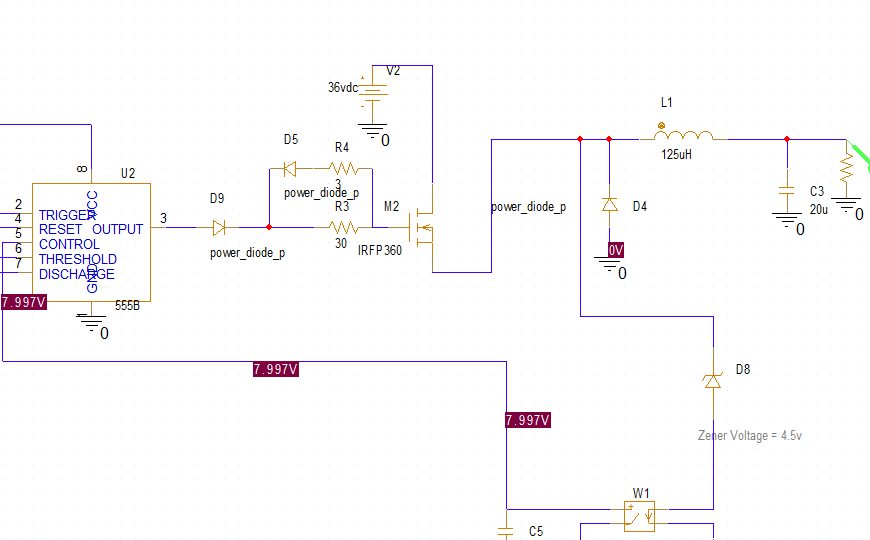 V2
36vdc
0
L1
125uH
D5
R4
3
power_diode_p
8
U2
VCC
2
TRIGGER
4
RESET
OUTPUT
3
5
CONTROL
6
THRESHOLD
7
DISCHARGE
GND
1
555B
0
D9
power_diode_p
R3
30
M2
IRFP360
power_diode_p
D4
0V
0
C3
20u
0
0
7.997V
7.997V
7.997V
D8
Zener Voltage = 4.5v
W1
+
-
C5